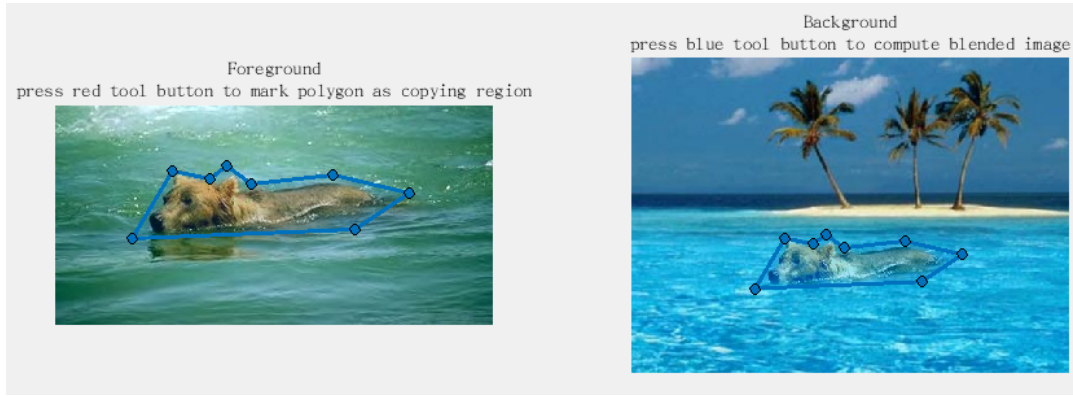 Foreground
press red tool button to mark polygon as copying region
Background
press blue tool button to compute blended image